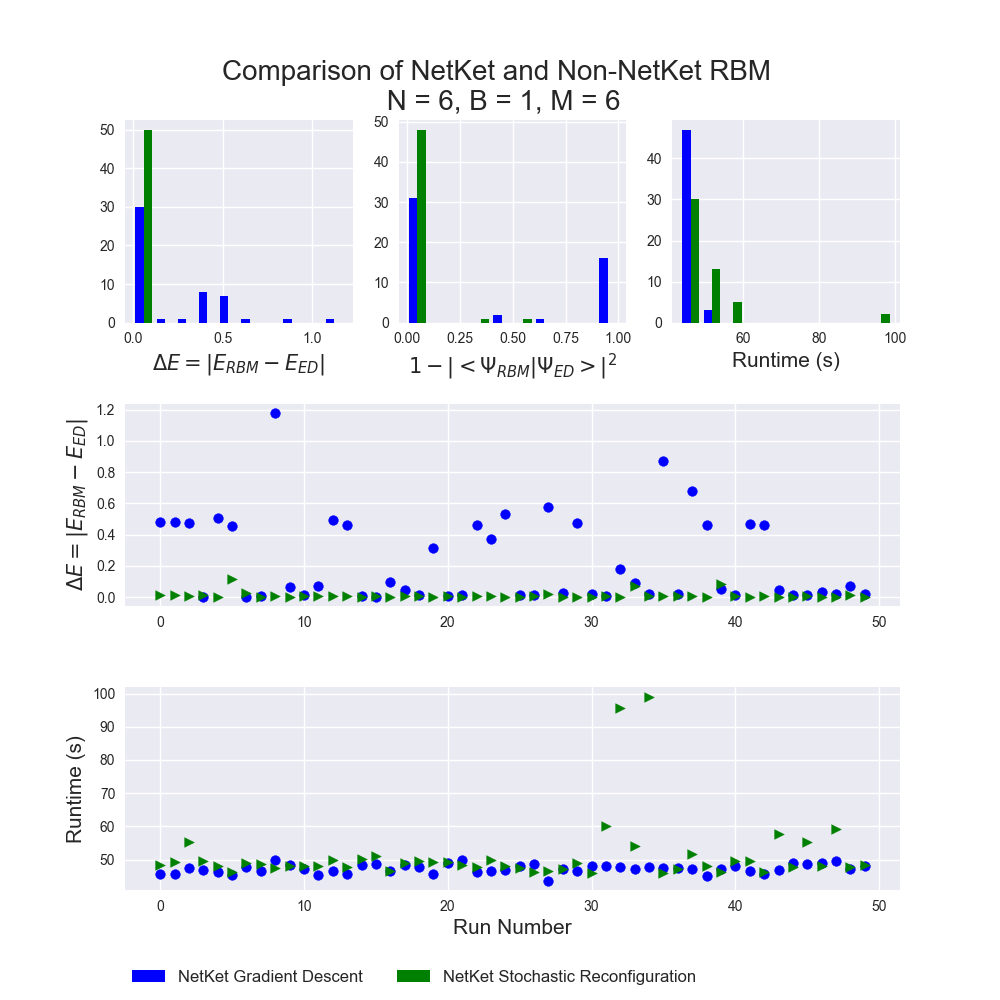 Comparison of NetKet and Non-NetKet RBM
N = 6, B = 1, M = 6
50
40
30
20
10
0
0.0 0.5 1.0
ΔE = |E_RBM − E_ED|
50
40
30
20
10
0
0.00 0.25 0.50 0.75 1.00
1 − | < Ψ_RBM|Ψ_ED > |²
40
30
20
10
0
60 80 100
Runtime (s)
ΔE = |E_RBM − E_ED|
1.2
1.0
0.8
0.6
0.4
0.2
0.0
0 10 20 30 40 50
Runtime (s)
100
90
80
70
60
50
0 10 20 30 40 50
Run Number
NetKet Gradient Descent NetKet Stochastic Reconfiguration